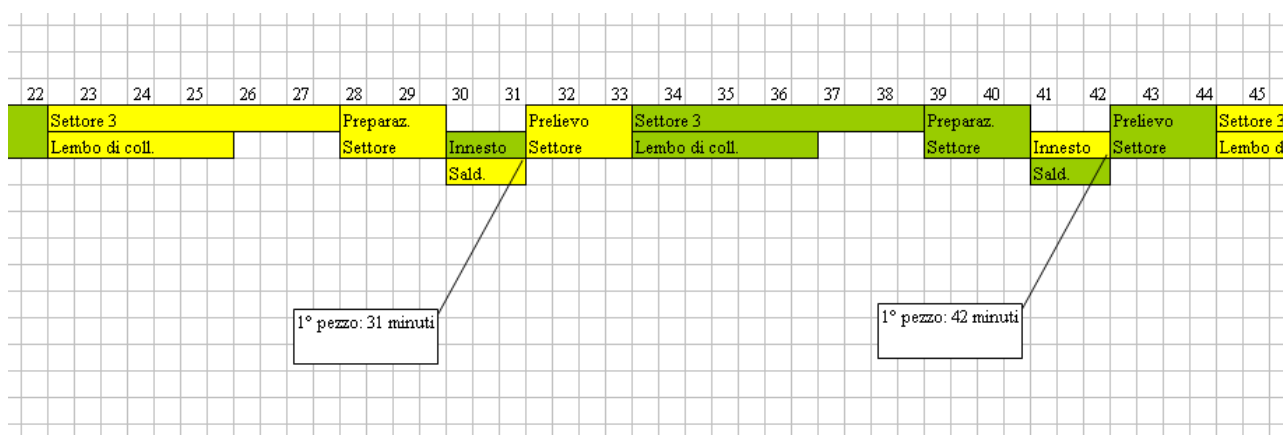 22 23 24 25 26 27 28 29 30 31 32 33 34 35 36 37 38 39 40 41 42 43 44 45
Settore 3 Preparaz. Prelievo Settore 3 Preparaz. Prelievo Settore 3
Lembo di coll. Settore Innesto Settore Lembo di coll. Settore Innesto Settore Lembo d
Sald. Sald.
1° pezzo: 31 minuti 1° pezzo: 42 minuti